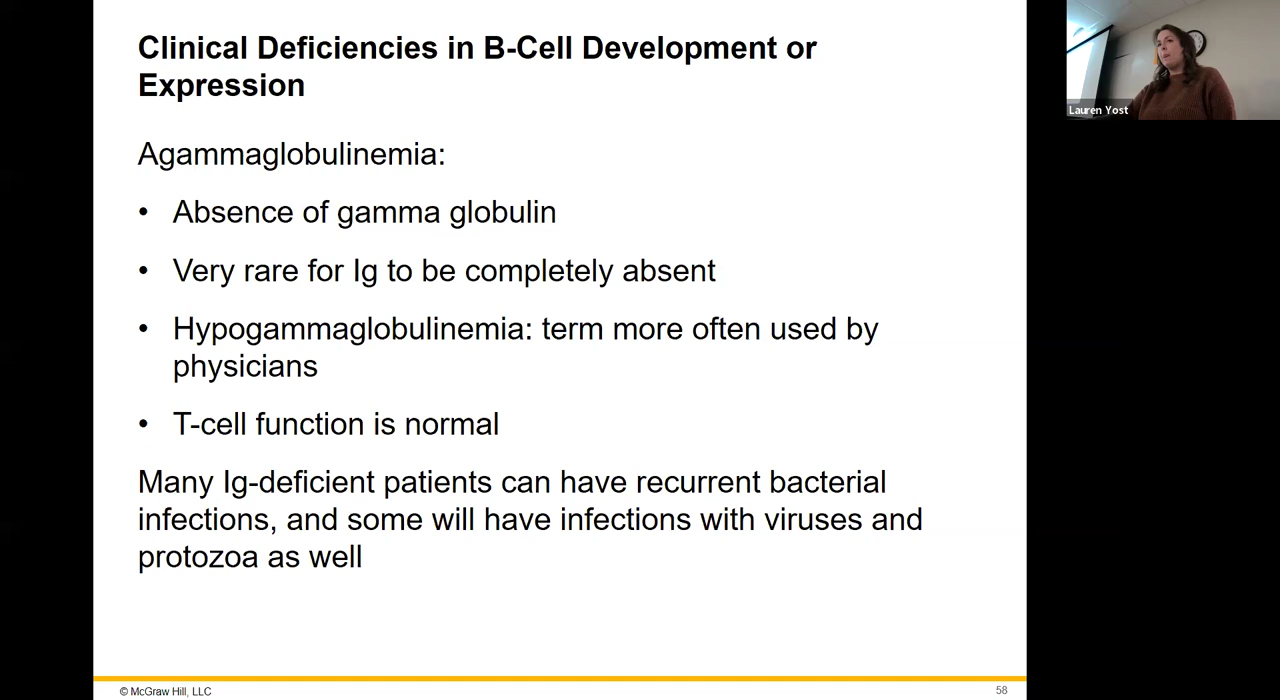 Clinical Deficiencies in B-Cell Development or
Expression
Agammaglobulinemia:
• Absence of gamma globulin
• Very rare for Ig to be completely absent
• Hypogammaglobulinemia: term more often used by
physicians
• T-cell function is normal
Many Ig-deficient patients can have recurrent bacterial
infections, and some will have infections with viruses and
protozoa as well
© McGraw Hill, LLC
58
Lauren Yost